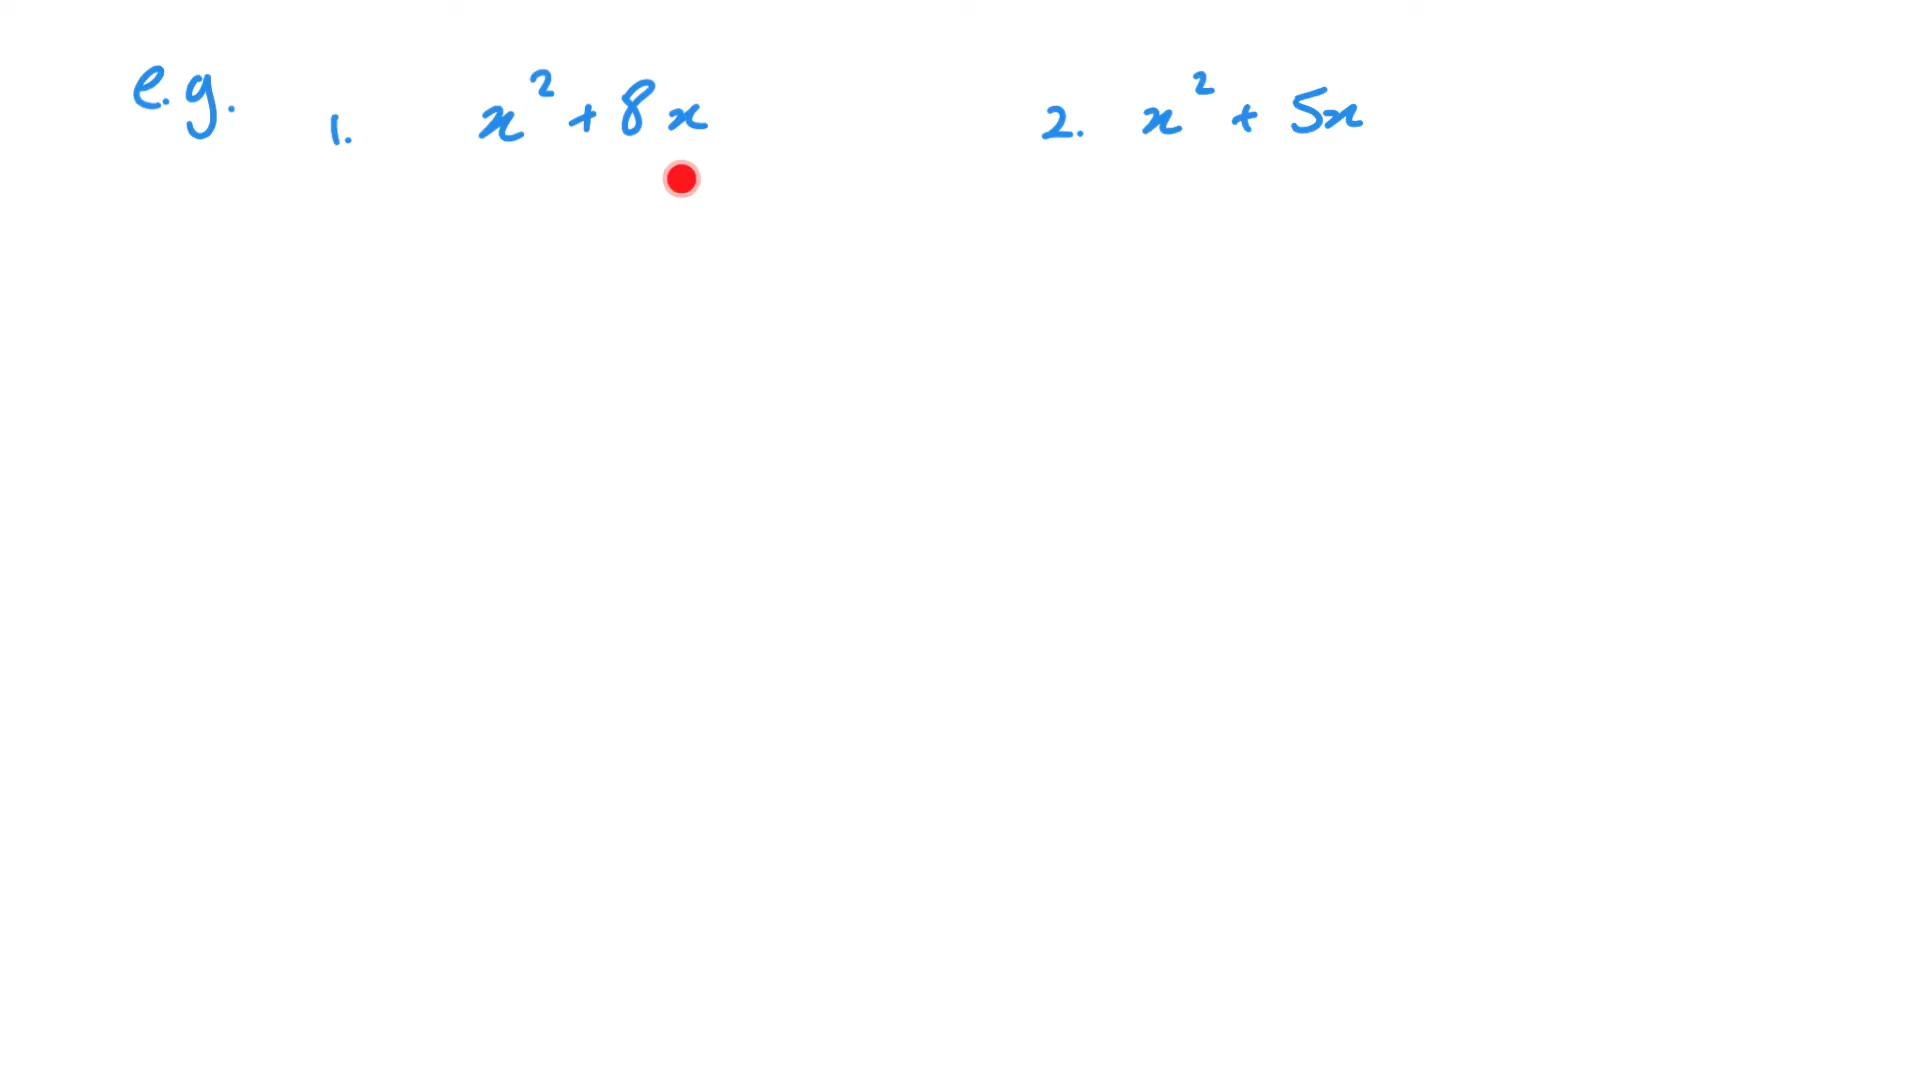 e.g. 1. x² + 8x 2. x² + 5x